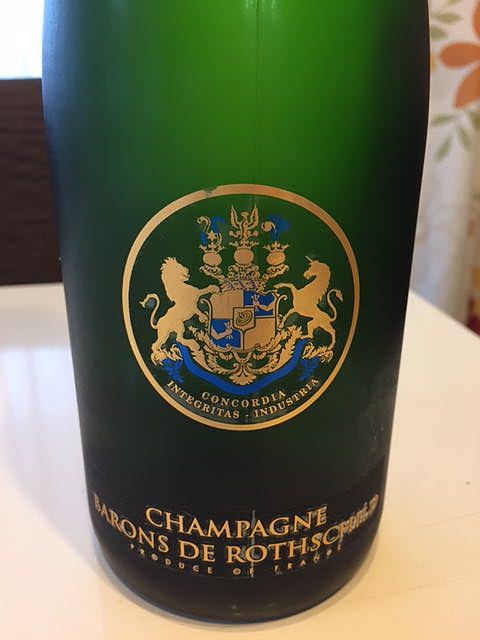 CONCORDIA
INTEGRITAS - INDUSTRIA
CHAMPAGNE
BARONS DE ROTHSCHILD
PRODUCE OF FRANCE